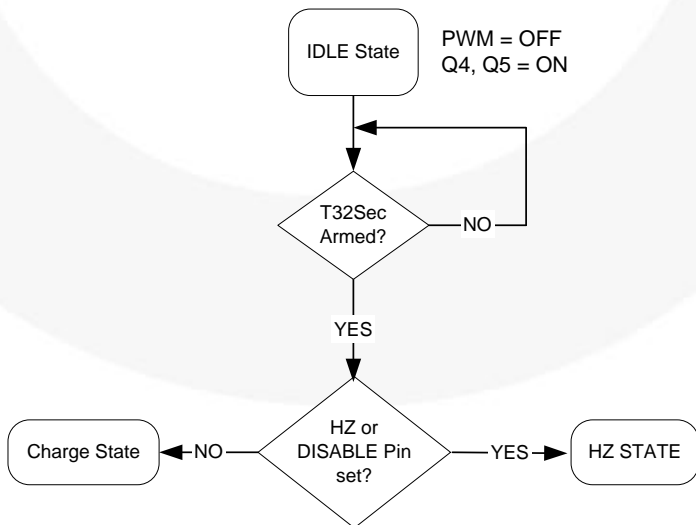 IDLE State
PWM = OFF
Q4, Q5 = ON
T32Sec
Armed?
NO
YES
HZ or
DISABLE Pin
set?
Charge State
NO
YES
HZ STATE